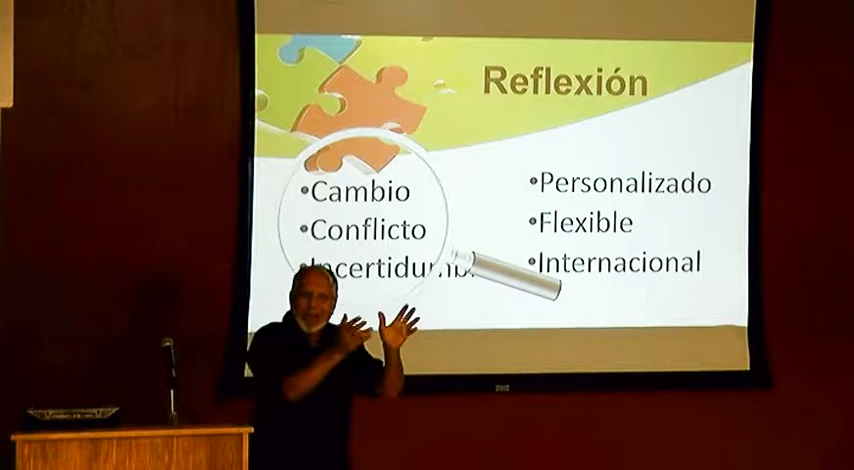 Reflexión
•Cambio
•Conflicto
•Personalizado
•Flexible
•Internacional